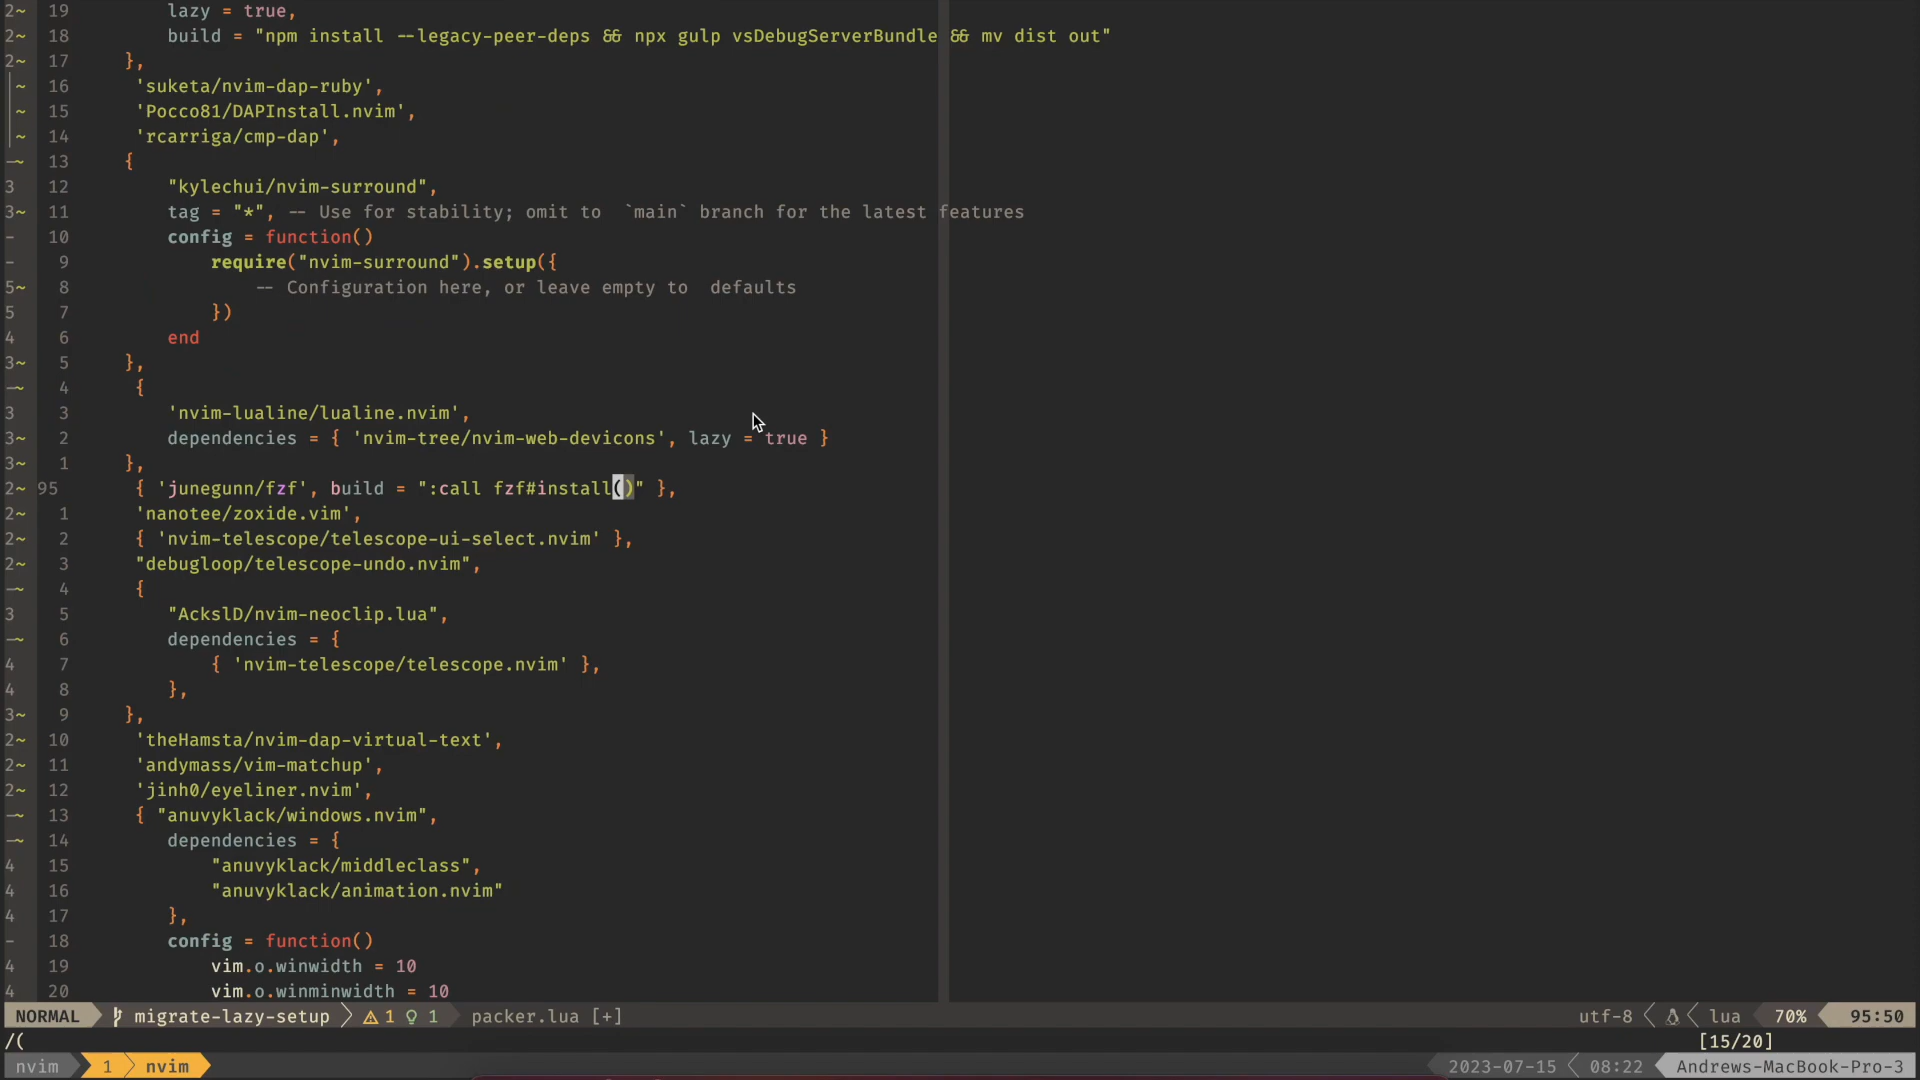 2~ 19 lazy = true,
2~ 18 build = "npm install --legacy-peer-deps && npx gulp vsDebugServerBundle && mv dist out"
2~ 17 },
~ 16 'suketa/nvim-dap-ruby',
~ 15 'Pocco81/DAPInstall.nvim',
~ 14 'rcarriga/cmp-dap',
-~ 13 {
3 12 "kylechui/nvim-surround",
3~ 11 tag = "*", -- Use for stability; omit to `main` branch for the latest features
- 10 config = function()
- 9 require("nvim-surround").setup({
5~ 8 -- Configuration here, or leave empty to defaults
5 7 })
4 6 end
3~ 5 },
-~ 4 {
3 3 'nvim-lualine/lualine.nvim',
3~ 2 dependencies = { 'nvim-tree/nvim-web-devicons', lazy = true }
3~ 1 },
2~ 95 { 'junegunn/fzf', build = ":call fzf#install()" },
2~ 1 'nanotee/zoxide.vim',
2~ 2 { 'nvim-telescope/telescope-ui-select.nvim' },
2~ 3 "debugloop/telescope-undo.nvim",
-~ 4 {
3 5 "AckslD/nvim-neoclip.lua",
-~ 6 dependencies = {
4 7 { 'nvim-telescope/telescope.nvim' },
4 8 },
3~ 9 },
2~ 10 'theHamsta/nvim-dap-virtual-text',
2~ 11 'andymass/vim-matchup',
2~ 12 'jinh0/eyeliner.nvim',
-~ 13 { "anuvyklack/windows.nvim",
-~ 14 dependencies = {
4 15 "anuvyklack/middleclass",
4 16 "anuvyklack/animation.nvim"
4 17 },
- 18 config = function()
4 19 vim.o.winwidth = 10
4 20 vim.o.winminwidth = 10
NORMAL migrate-lazy-setup 1 1 packer.lua [+] utf-8 lua 70% 95:50
/( [15/20]
nvim 1 nvim 2023-07-15 08:22 Andrews-MacBook-Pro-3